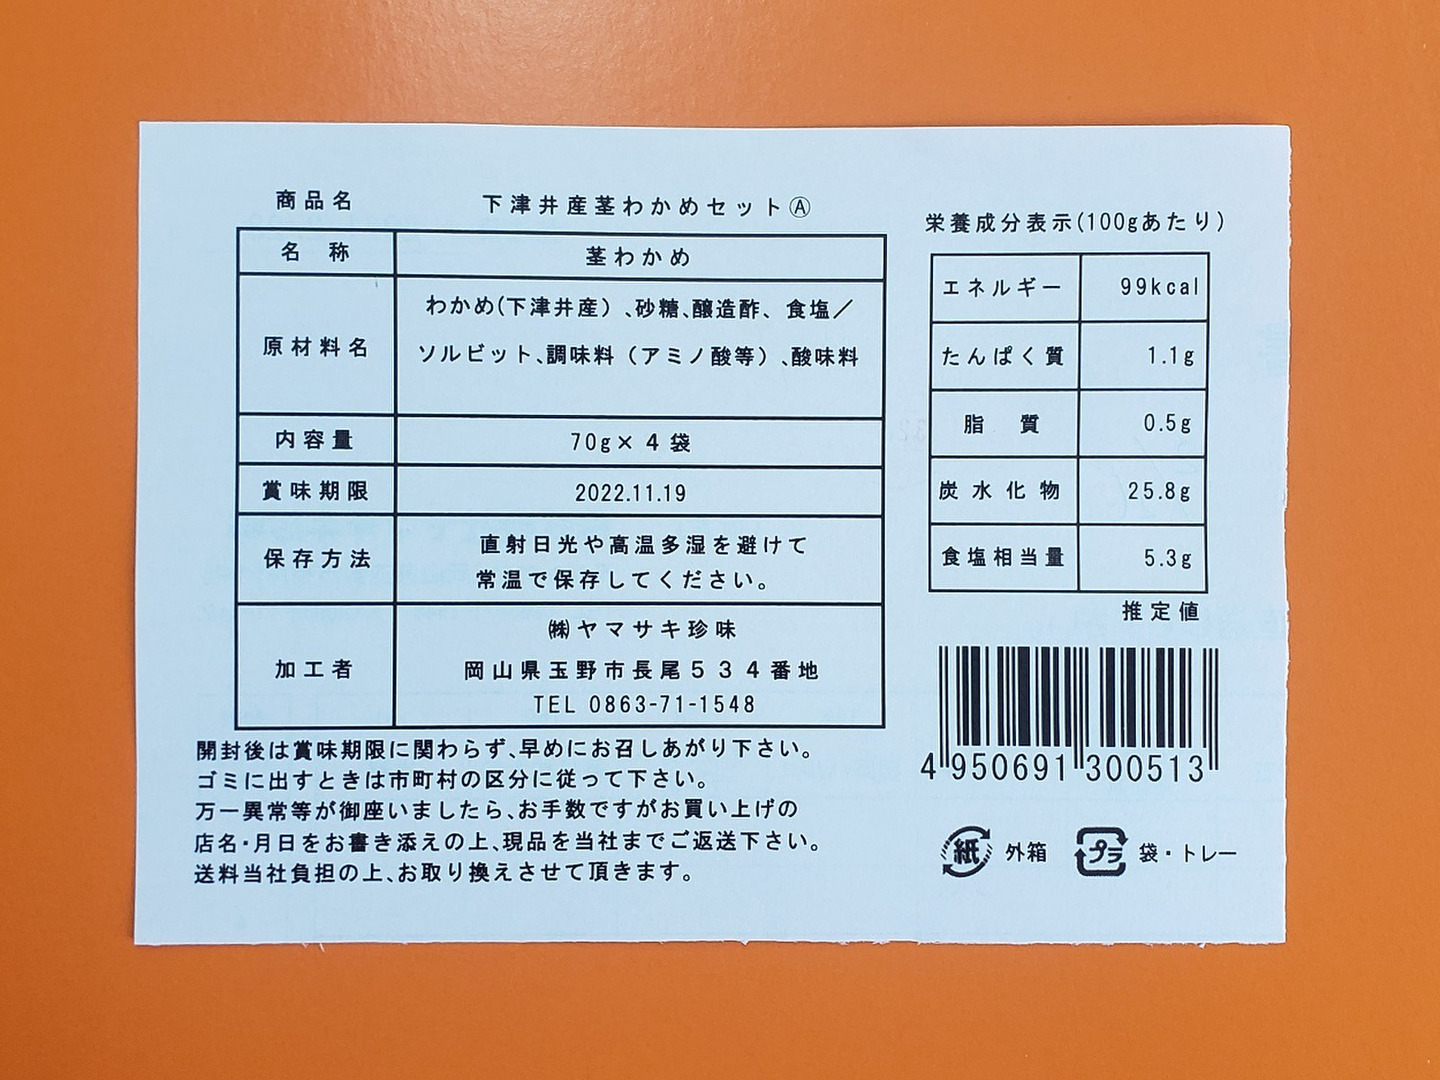 商品名 下津井産茎わかめセットⒶ
名 称 茎わかめ
原材料名 わかめ(下津井産)、砂糖、醸造酢、食塩／
ソルビット、調味料（アミノ酸等）、酸味料
内容量 70g×4袋
賞味期限 2022.11.19
保存方法 直射日光や高温多湿を避けて
常温で保存してください。
加工者 ㈱ヤマサキ珍味
岡山県玉野市長尾５３４番地
TEL 0863-71-1548
開封後は賞味期限に関わらず、早めにお召しあがり下さい。
ゴミに出すときは市町村の区分に従って下さい。
万一異常等が御座いましたら、お手数ですがお買い上げの
店名・月日をお書き添えの上、現品を当社までご返送下さい。
送料当社負担の上、お取り換えさせて頂きます。
栄養成分表示(100gあたり)
エネルギー 99kcal
たんぱく質 1.1g
脂 質 0.5g
炭水化物 25.8g
食塩相当量 5.3g
推定値
4 950691 300513
紙 外箱 プラ 袋・トレー